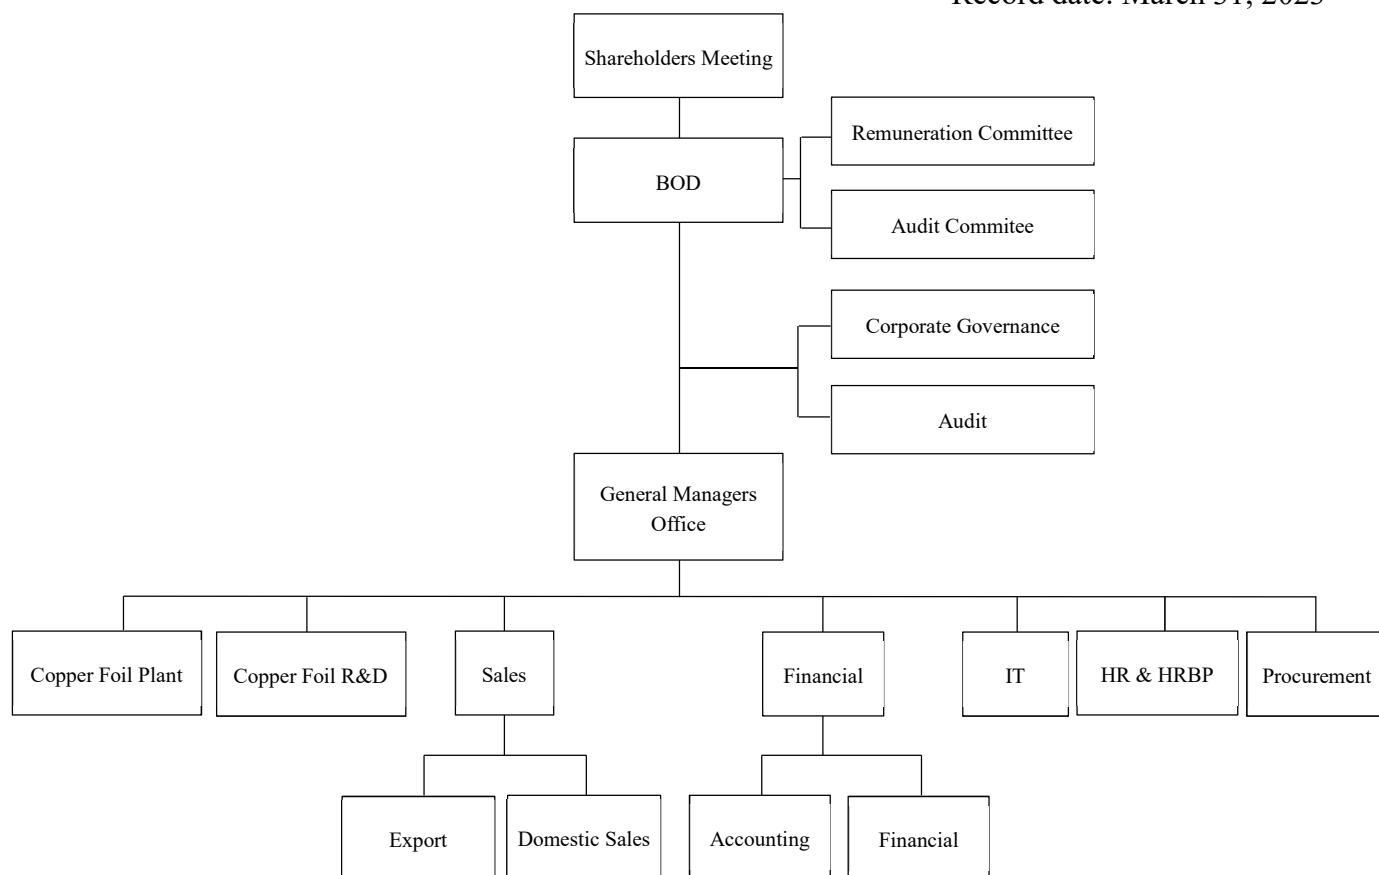 Record date: March 31, 2023
Shareholders Meeting
Remuneration Committee
BOD
Audit Commitee
Corporate Governance
Audit
General Managers
Office
Copper Foil Plant
Copper Foil R&D
Sales
Financial
IT
HR & HRBP
Procurement
Export
Domestic Sales
Accounting
Financial